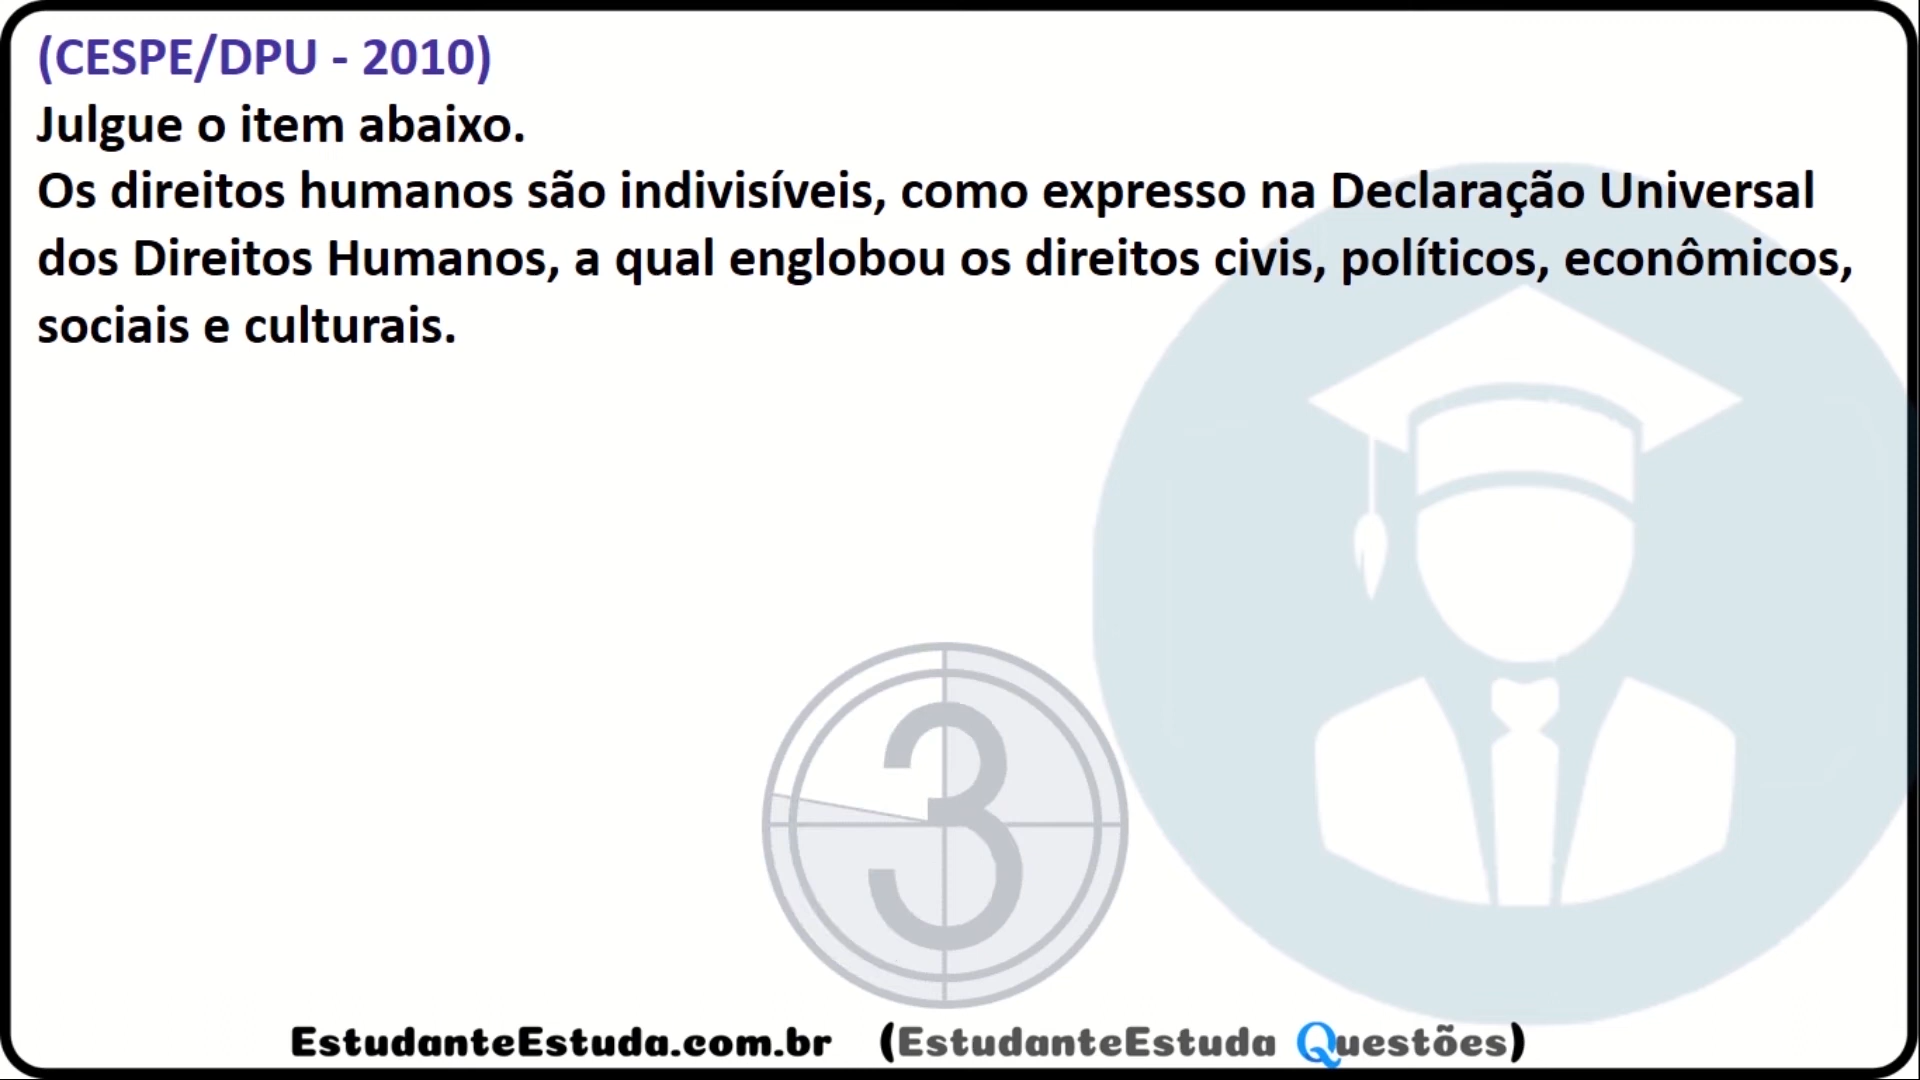 (CESPE/DPU - 2010)
Julgue o item abaixo.
Os direitos humanos são indivisíveis, como expresso na Declaração Universal
dos Direitos Humanos, a qual englobou os direitos civis, políticos, econômicos,
sociais e culturais.
3
EstudanteEstuda.com.br (EstudanteEstuda Questões)